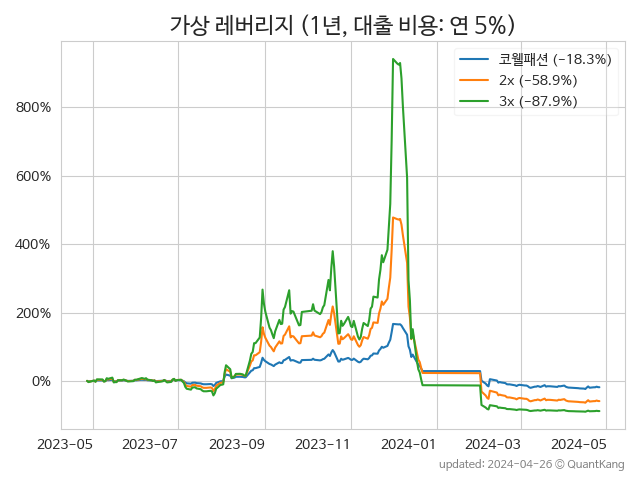 가상 레버리지 (1년, 대출 비용: 연 5%)
코웰패션 (-18.3%)
2x (-58.9%)
3x (-87.9%)
800%
600%
400%
200%
0%
2023-05 2023-07 2023-09 2023-11 2024-01 2024-03 2024-05
updated: 2024-04-26 © QuantKang